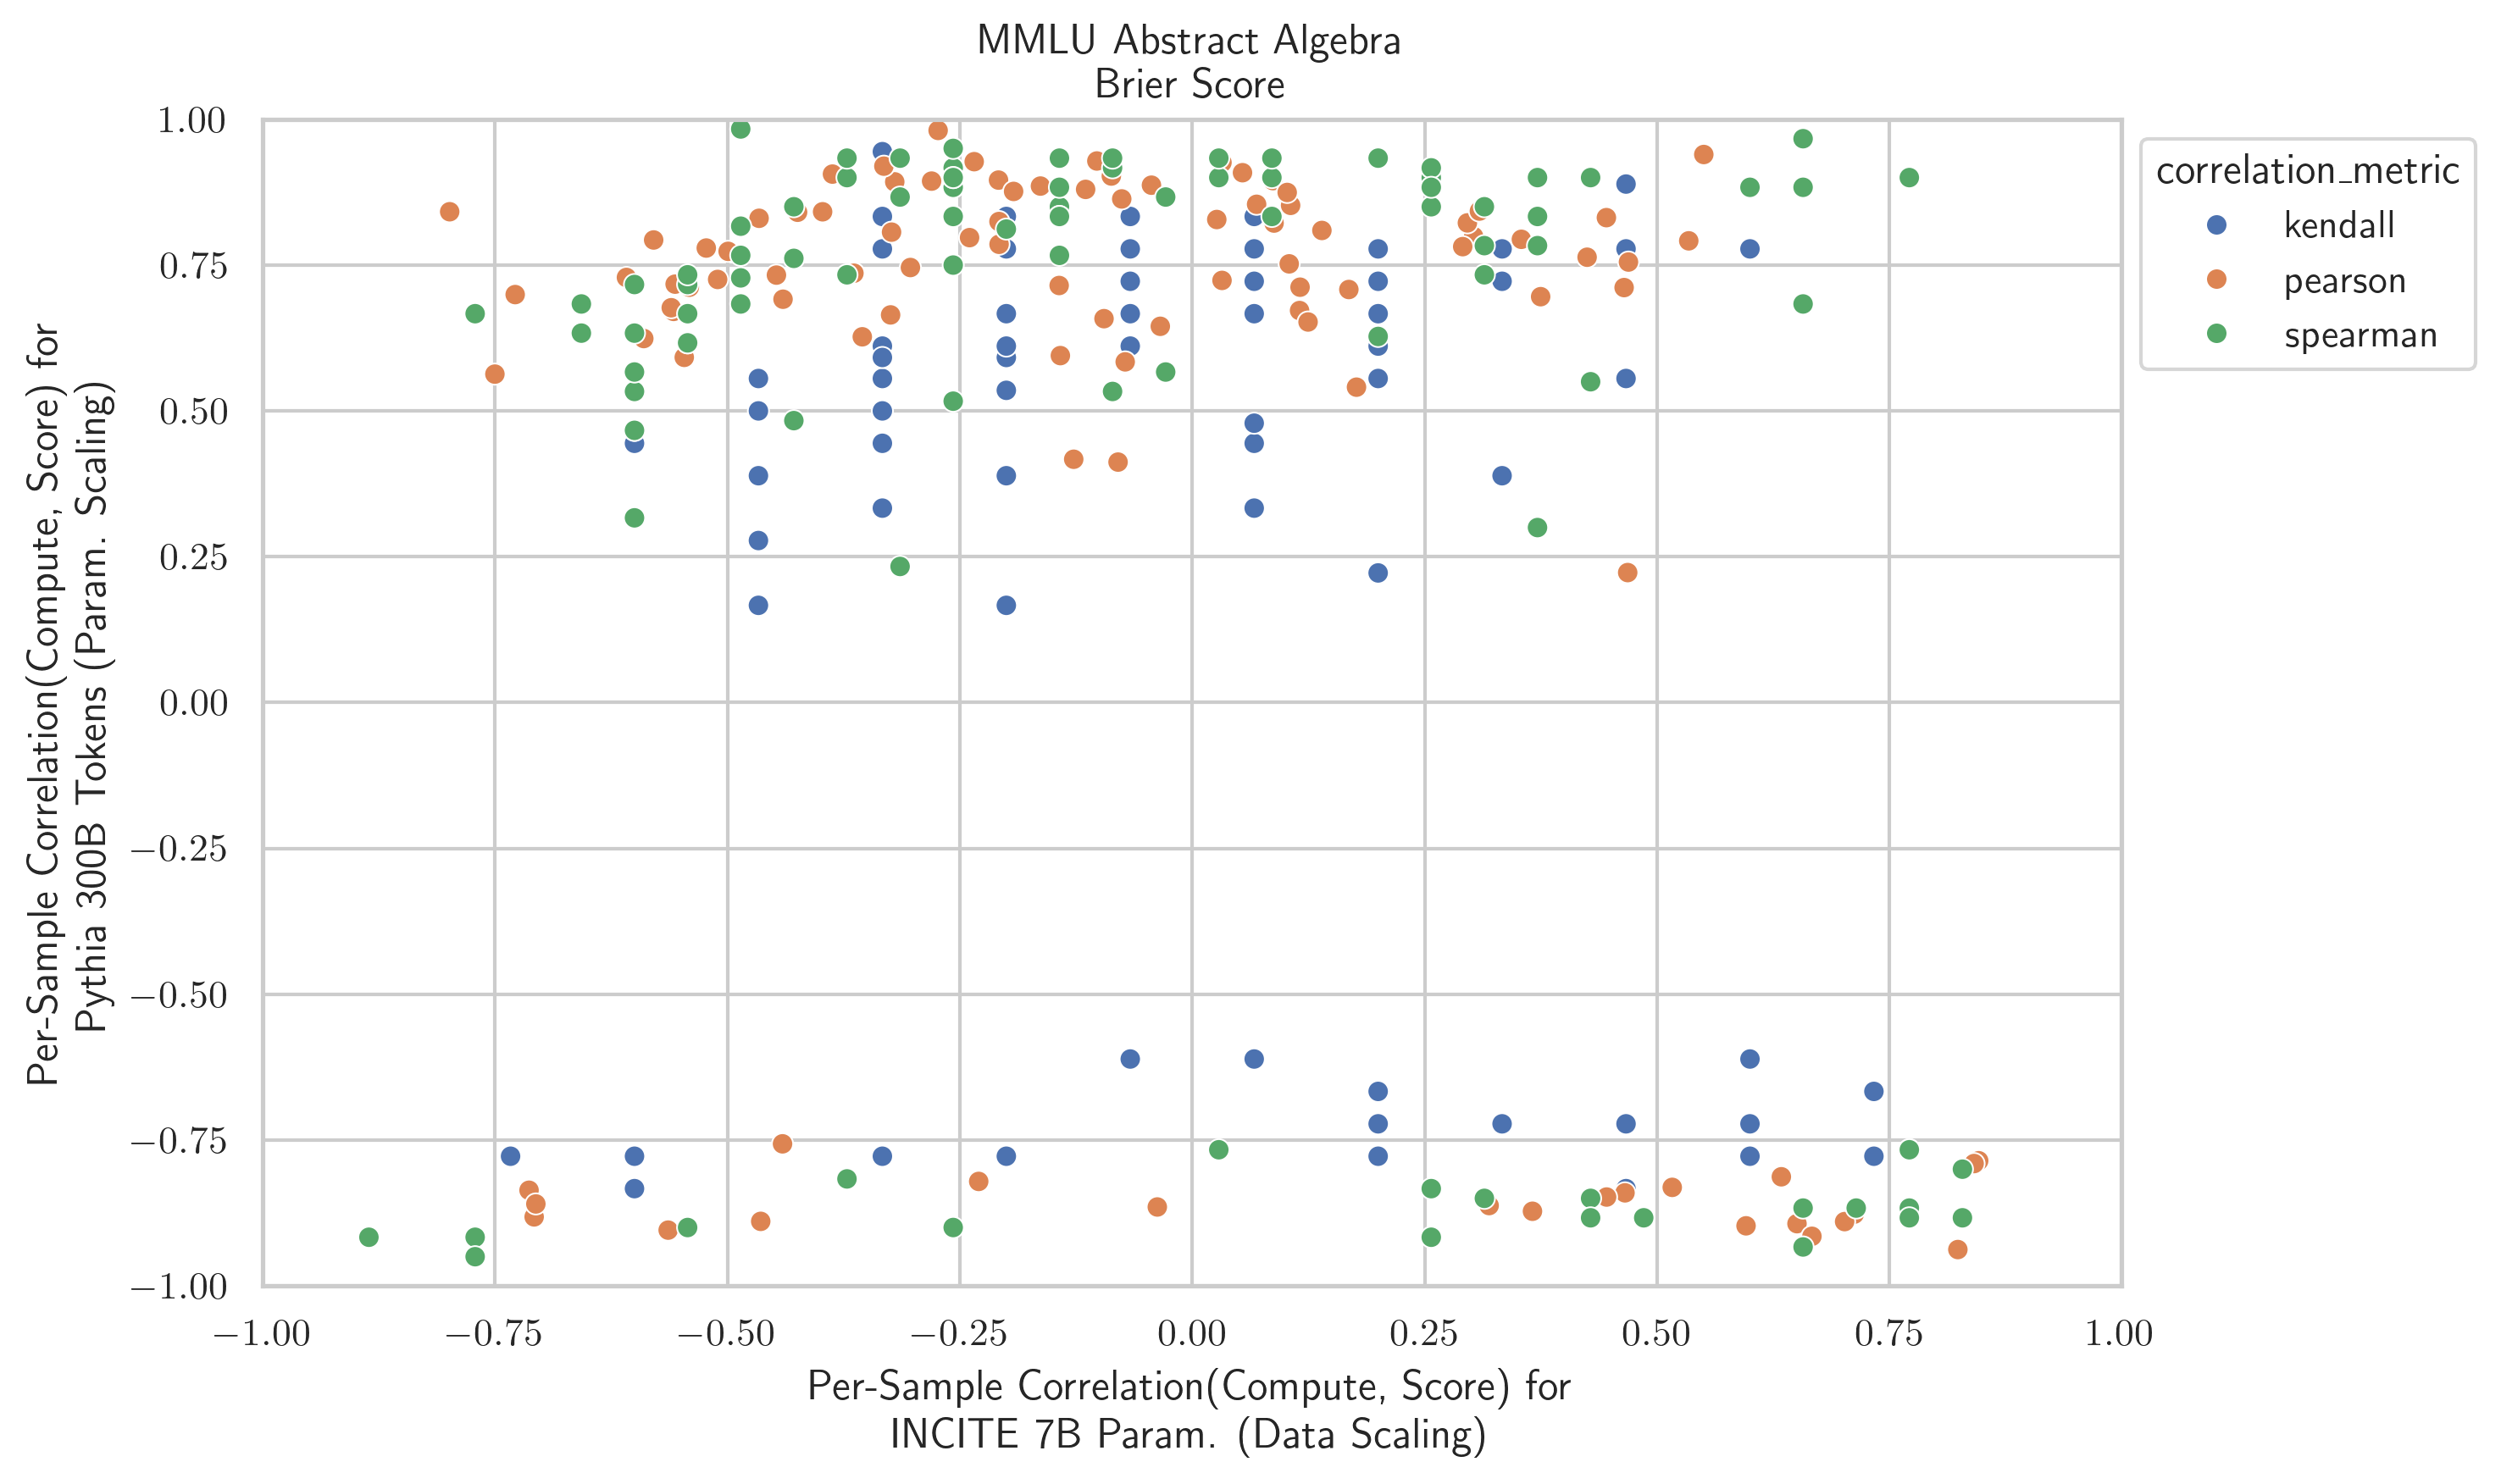 MMLU Abstract Algebra
Brier Score
Per-Sample Correlation(Compute, Score) for
Pythia 300B Tokens (Param. Scaling)
1.00
0.75
0.50
0.25
0.00
−0.25
−0.50
−0.75
−1.00
−1.00
−0.75
−0.50
−0.25
0.00
0.25
0.50
0.75
1.00
Per-Sample Correlation(Compute, Score) for
INCITE 7B Param. (Data Scaling)
correlation_metric
kendall
pearson
spearman